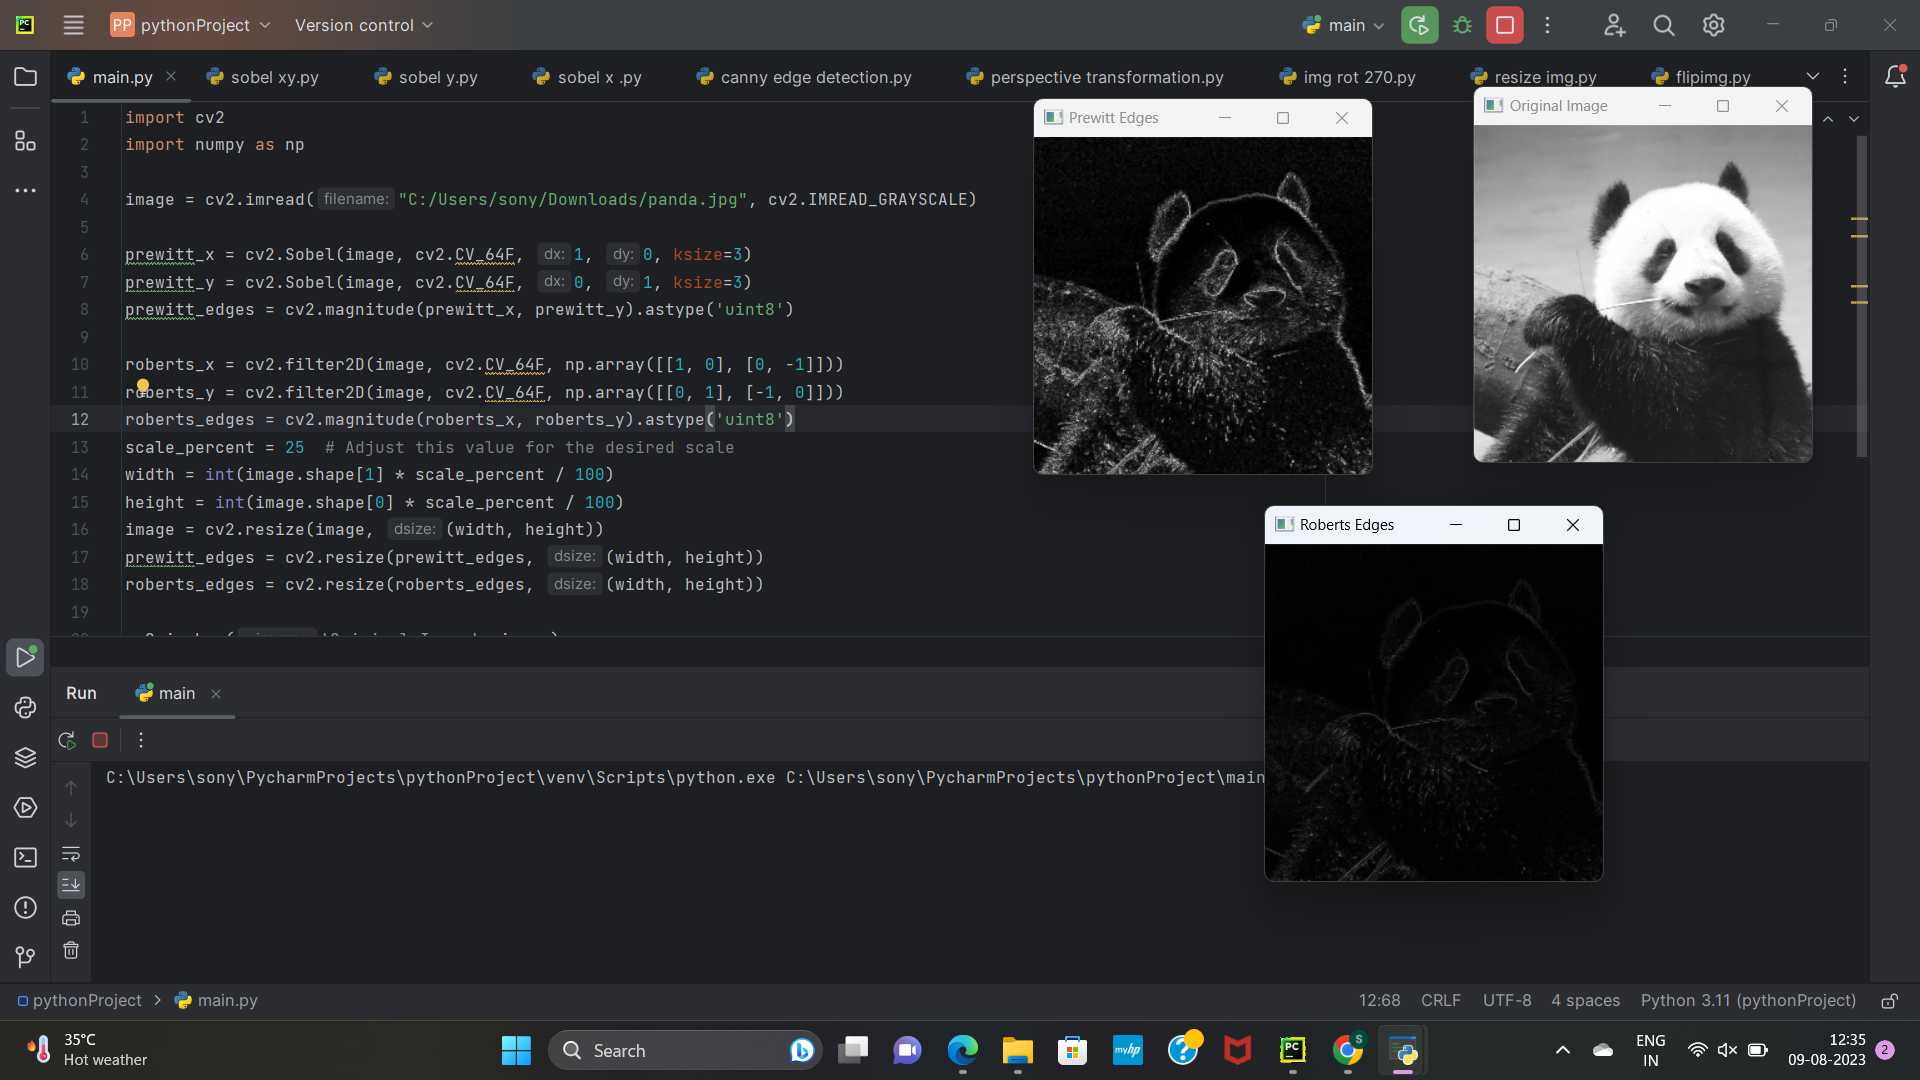 PC
PP pythonProject
Version control
main
main.py
sobel xy.py
sobel y.py
sobel x .py
canny edge detection.py
perspective transformation.py
img rot 270.py
resize img.py
flipimg.py
1 import cv2
2 import numpy as np
3
4 image = cv2.imread( filename: "C:/Users/sony/Downloads/panda.jpg", cv2.IMREAD_GRAYSCALE)
5
6 prewitt_x = cv2.Sobel(image, cv2.CV_64F, dx: 1, dy: 0, ksize=3)
7 prewitt_y = cv2.Sobel(image, cv2.CV_64F, dx: 0, dy: 1, ksize=3)
8 prewitt_edges = cv2.magnitude(prewitt_x, prewitt_y).astype('uint8')
9
10 roberts_x = cv2.filter2D(image, cv2.CV_64F, np.array([[1, 0], [0, -1]]))
11 roberts_y = cv2.filter2D(image, cv2.CV_64F, np.array([[0, 1], [-1, 0]]))
12 roberts_edges = cv2.magnitude(roberts_x, roberts_y).astype('uint8')
13 scale_percent = 25  # Adjust this value for the desired scale
14 width = int(image.shape[1] * scale_percent / 100)
15 height = int(image.shape[0] * scale_percent / 100)
16 image = cv2.resize(image, dsize: (width, height))
17 prewitt_edges = cv2.resize(prewitt_edges, dsize: (width, height))
18 roberts_edges = cv2.resize(roberts_edges, dsize: (width, height))
19
Prewitt Edges
Original Image
Roberts Edges
Run
main
C:\Users\sony\PycharmProjects\pythonProject\venv\Scripts\python.exe C:\Users\sony\PycharmProjects\pythonProject\main
pythonProject > main.py
12:68 CRLF UTF-8 4 spaces Python 3.11 (pythonProject)
35°C
Hot weather
Search
myhp
PC
S
ENG
IN
12:35
09-08-2023
2